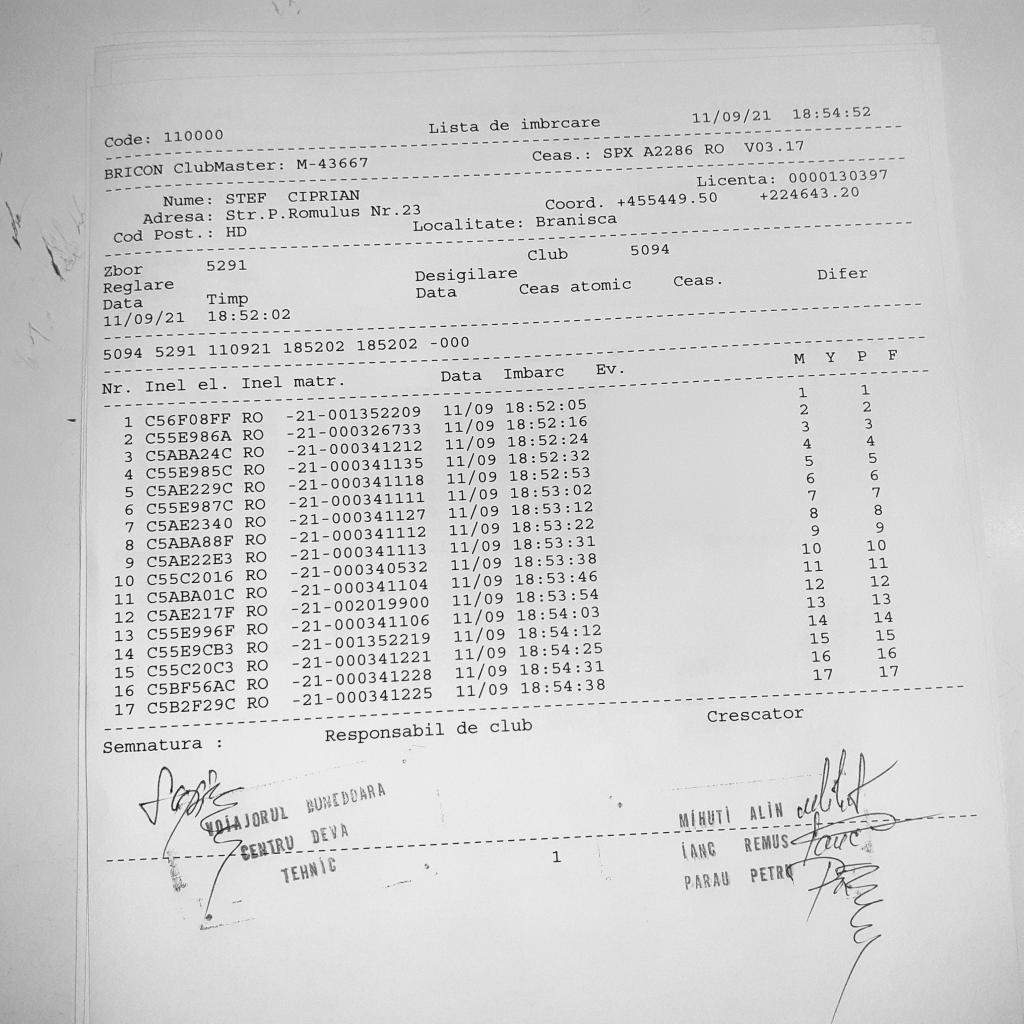 Code: 110000 Lista de imbrcare 11/09/21 18:54:52
BRICON ClubMaster: M-43667 Ceas.: SPX A2286 RO V03.17
Licenta: 0000130397
Nume: STEF CIPRIAN Coord. +455449.50 +224643.20
Adresa: Str.P.Romulus Nr.23
Cod Post.: HD Localitate: Branisca
Zbor 5291 Club 5094
Reglare Desigilare
Data Timp Data Ceas atomic Ceas. Difer
11/09/21 18:52:02
5094 5291 110921 185202 185202 -000
Nr. Inel el. Inel matr. Data Imbarc Ev. M Y P F
1 C56F08FF RO -21-001352209 11/09 18:52:05 1 1
2 C55E986A RO -21-000326733 11/09 18:52:16 2 2
3 C5ABA24C RO -21-000341212 11/09 18:52:24 3 3
4 C55E985C RO -21-000341135 11/09 18:52:32 4 4
5 C5AE229C RO -21-000341118 11/09 18:52:53 5 5
6 C55E987C RO -21-000341111 11/09 18:53:02 6 6
7 C5AE2340 RO -21-000341127 11/09 18:53:12 7 7
8 C5ABA88F RO -21-000341112 11/09 18:53:22 8 8
9 C5AE22E3 RO -21-000341113 11/09 18:53:31 9 9
10 C55C2016 RO -21-000340532 11/09 18:53:38 10 10
11 C5ABA01C RO -21-000341104 11/09 18:53:46 11 11
12 C5AE217F RO -21-002019900 11/09 18:53:54 12 12
13 C55E996F RO -21-000341106 11/09 18:54:03 13 13
14 C55E9CB3 RO -21-001352219 11/09 18:54:12 14 14
15 C55C20C3 RO -21-000341221 11/09 18:54:25 15 15
16 C5BF56AC RO -21-000341228 11/09 18:54:31 16 16
17 C5B2F29C RO -21-000341225 11/09 18:54:38 17 17
Semnatura : Responsabil de club Crescator
VOIAJORUL HUNEDOARA
CENTRU DEVA
TEHNIC
MIHUTI ALIN
IANC REMUS
PARAU PETRU
1